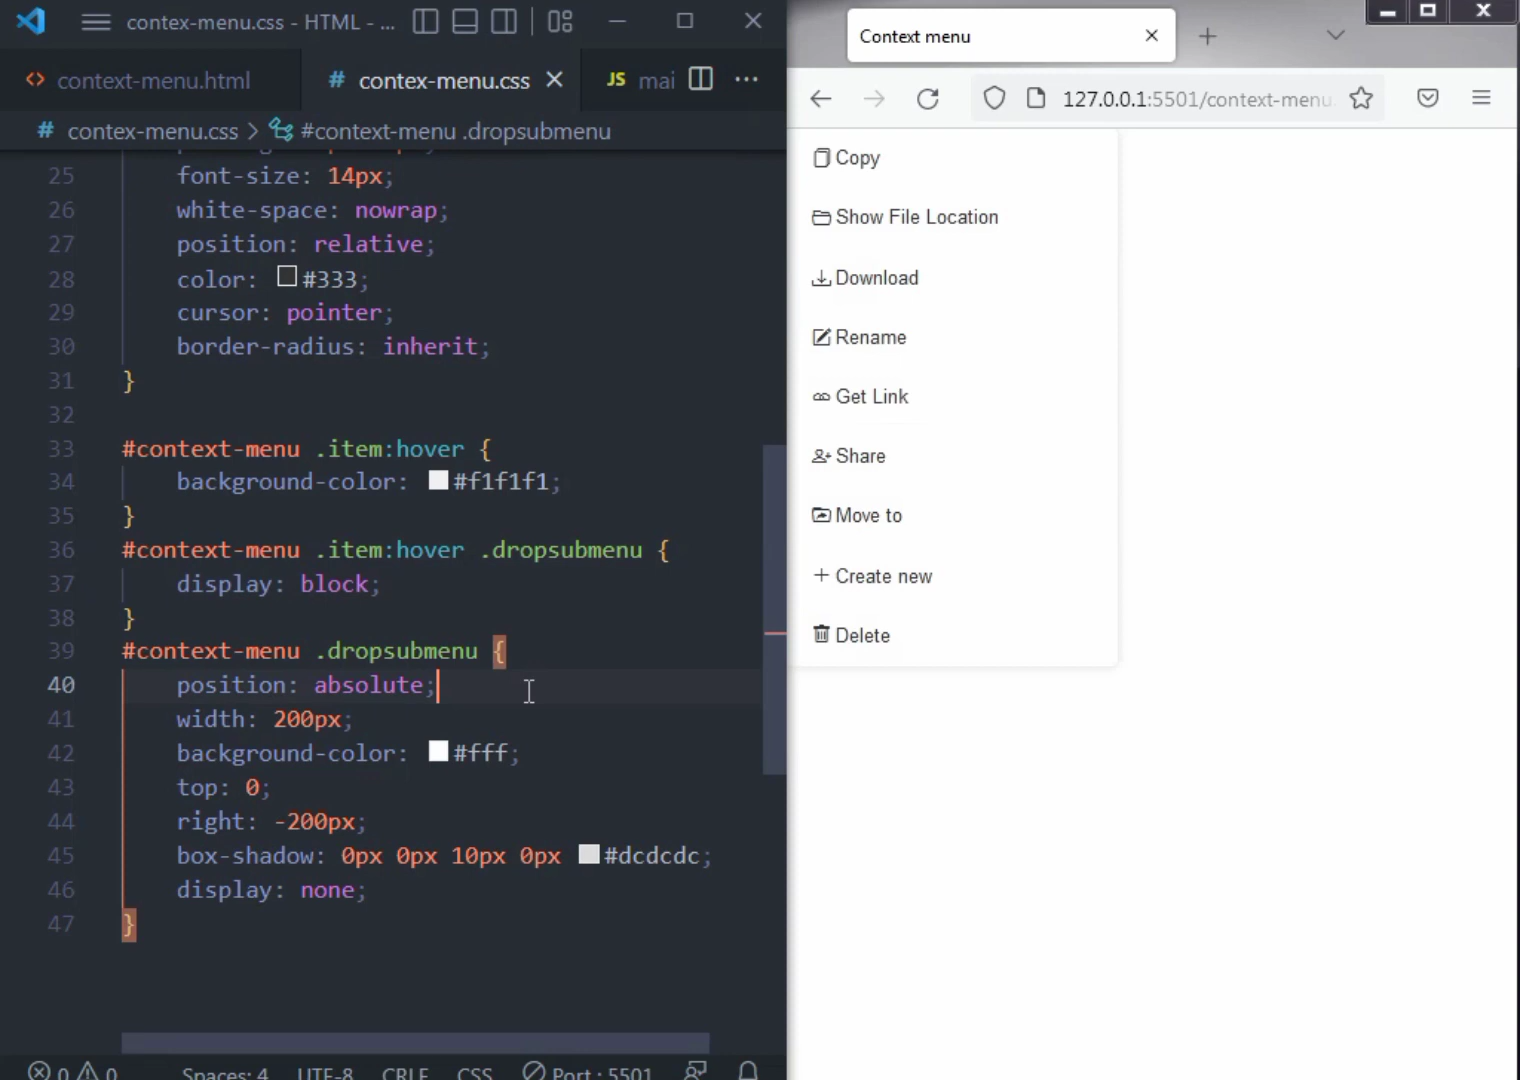 contex-menu.css - HTML - ...
context-menu.html
# contex-menu.css
JS mai
# contex-menu.css > #context-menu .dropsubmenu
25 font-size: 14px;
26 white-space: nowrap;
27 position: relative;
28 color: #333;
29 cursor: pointer;
30 border-radius: inherit;
31 }
32
33 #context-menu .item:hover {
34 background-color: #f1f1f1;
35 }
36 #context-menu .item:hover .dropsubmenu {
37 display: block;
38 }
39 #context-menu .dropsubmenu {
40 position: absolute;
41 width: 200px;
42 background-color: #fff;
43 top: 0;
44 right: -200px;
45 box-shadow: 0px 0px 10px 0px #dcdcdc;
46 display: none;
47 }
0 0 Spaces: 4 UTF-8 CRLF CSS Port : 5501
Context menu
127.0.0.1:5501/context-menu
Copy
Show File Location
Download
Rename
Get Link
Share
Move to
Create new
Delete